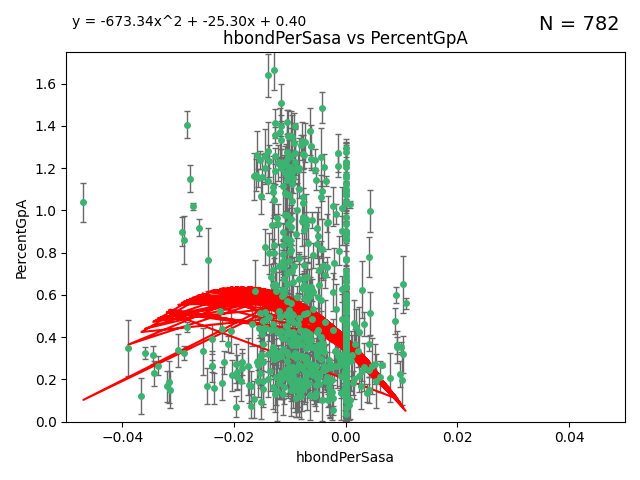 y = -673.34x^2 + -25.30x + 0.40
N = 782
hbondPerSasa vs PercentGpA
1.6
1.4
1.2
1.0
0.8
0.6
0.4
0.2
0.0
PercentGpA
−0.04
−0.02
0.00
0.02
0.04
hbondPerSasa